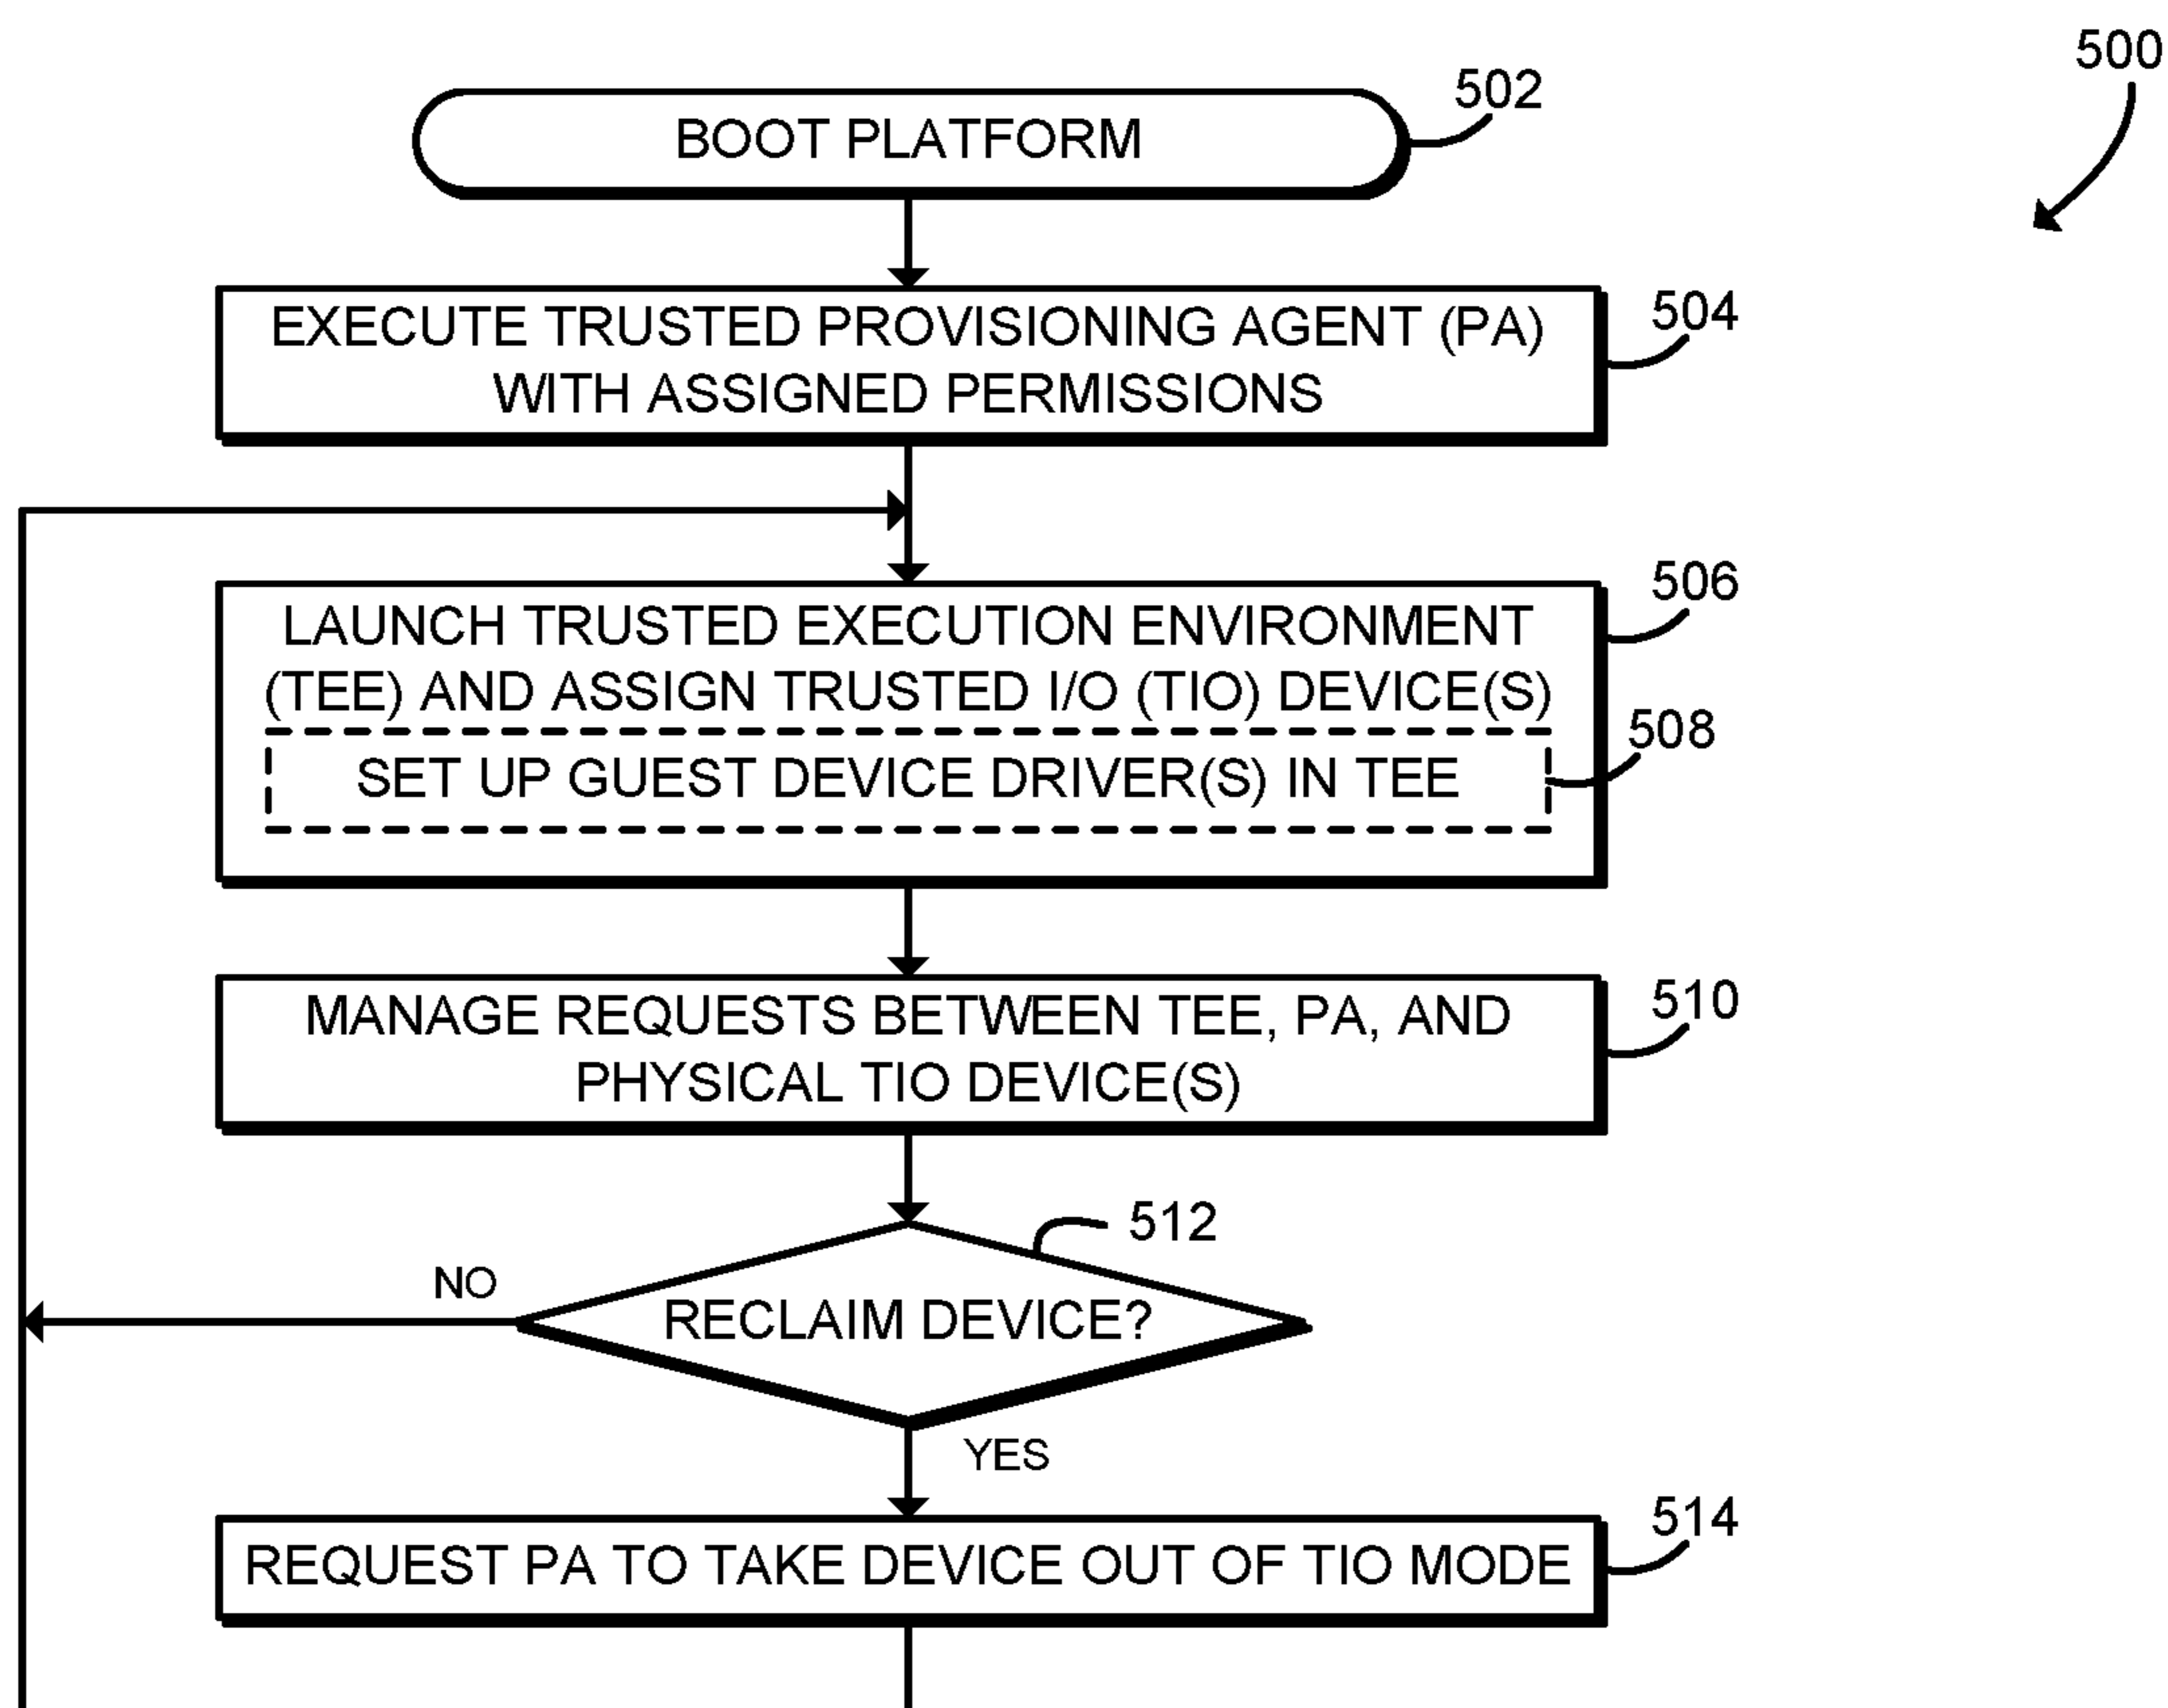 500
502
BOOT PLATFORM
504
EXECUTE TRUSTED PROVISIONING AGENT (PA)
WITH ASSIGNED PERMISSIONS
506
LAUNCH TRUSTED EXECUTION ENVIRONMENT
(TEE) AND ASSIGN TRUSTED I/O (TIO) DEVICE(S)
508
SET UP GUEST DEVICE DRIVER(S) IN TEE
510
MANAGE REQUESTS BETWEEN TEE, PA, AND
PHYSICAL TIO DEVICE(S)
512
RECLAIM DEVICE?
NO
YES
514
REQUEST PA TO TAKE DEVICE OUT OF TIO MODE